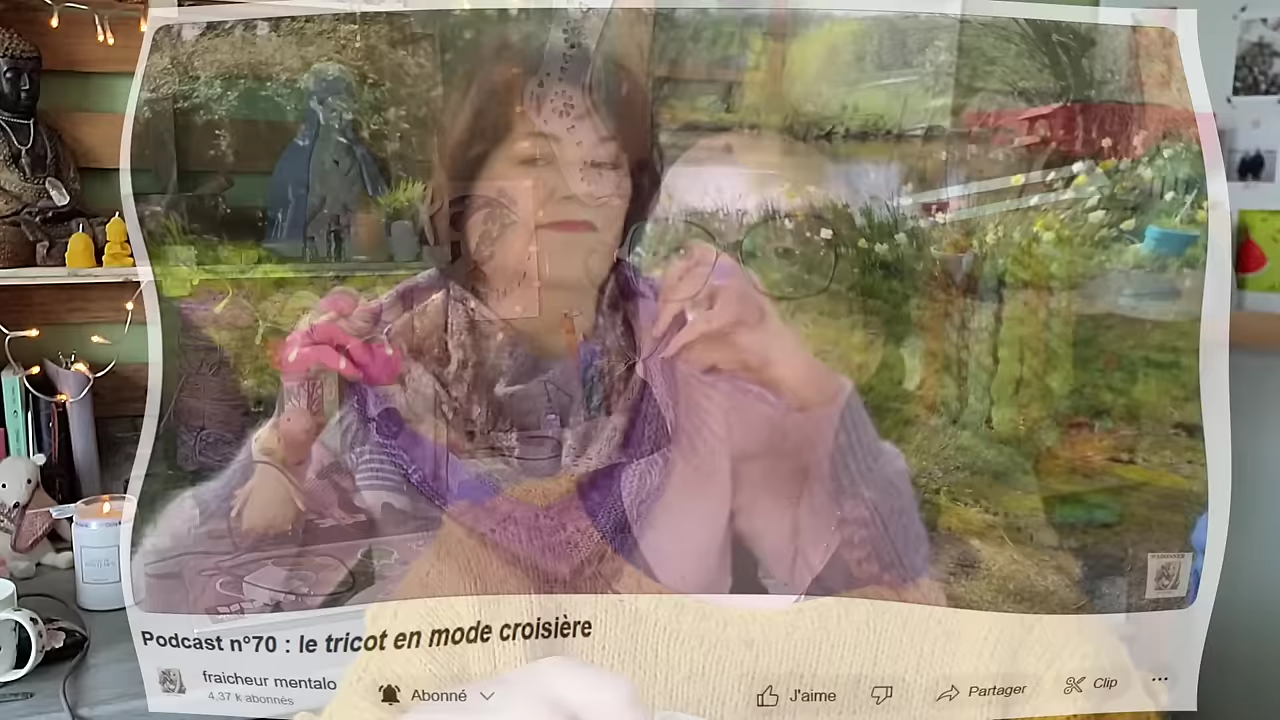 Podcast n°70 : le tricot en mode croisière
fraicheur mentalo
4,37 k abonnés
Abonné
J'aime
Partager
Clip